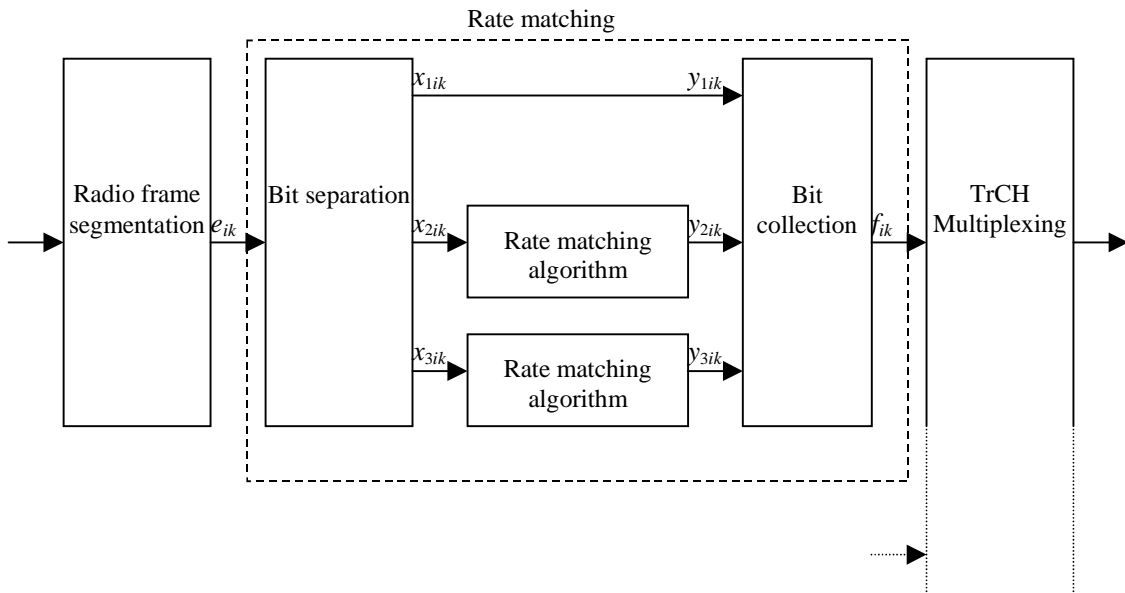 Rate matching
x1ik
y1ik
Radio frame
segmentation
eik
Bit separation
x2ik
Rate matching
algorithm
y2ik
Bit
collection
fik
TrCH
Multiplexing
x3ik
Rate matching
algorithm
y3ik